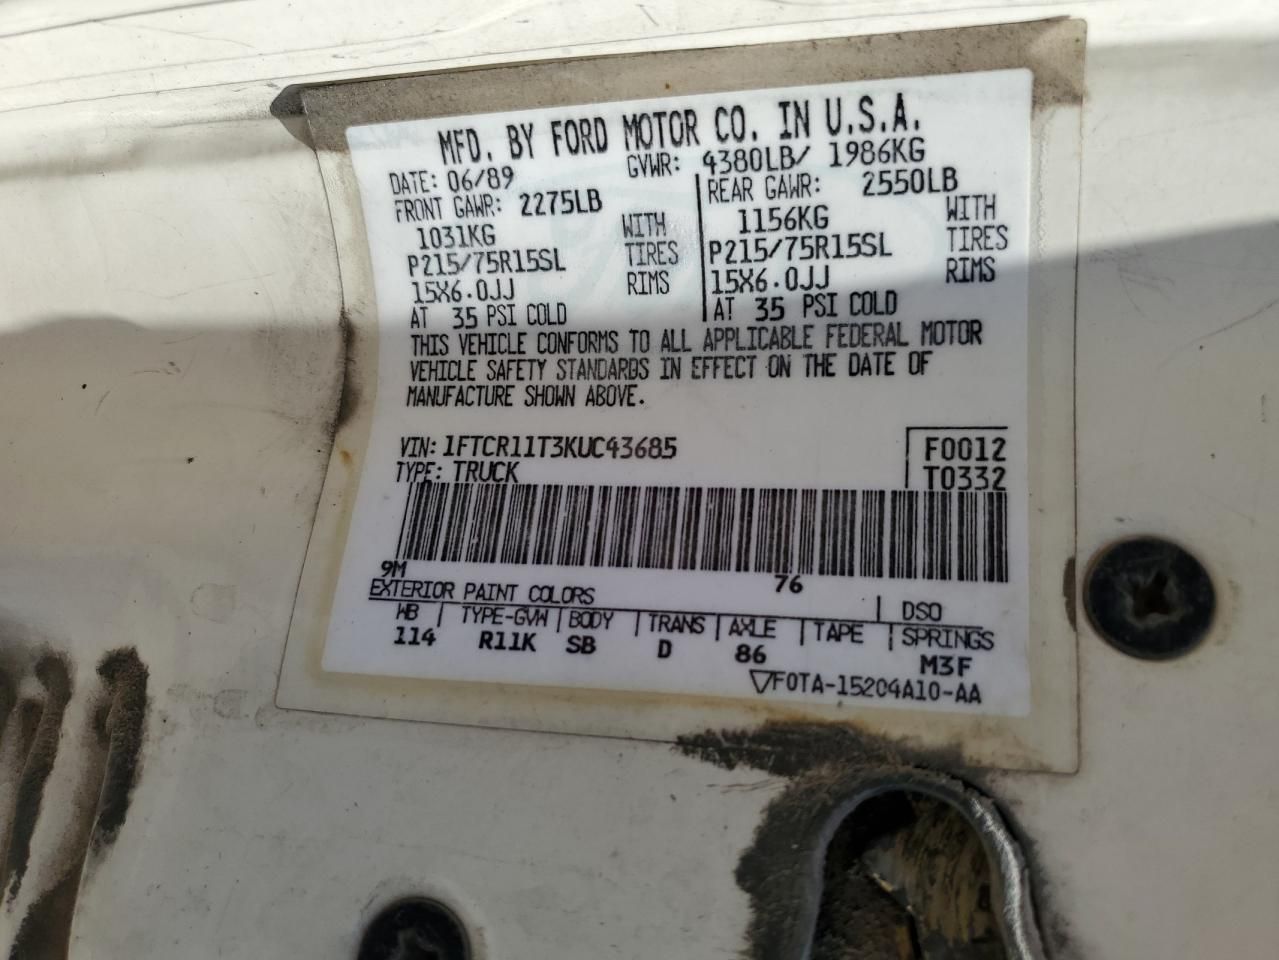 MFD. BY FORD MOTOR CO. IN U.S.A.
DATE: 06/89 GVWR: 4380LB/ 1986KG
FRONT GAWR: 2275LB REAR GAWR: 2550LB
1031KG WITH 1156KG WITH
P215/75R15SL TIRES P215/75R15SL TIRES
15X6.0JJ RIMS 15X6.0JJ RIMS
AT 35 PSI COLD AT 35 PSI COLD
THIS VEHICLE CONFORMS TO ALL APPLICABLE FEDERAL MOTOR
VEHICLE SAFETY STANDARDS IN EFFECT ON THE DATE OF
MANUFACTURE SHOWN ABOVE.
VIN: 1FTCR11T3KUC43685 F0012
TYPE: TRUCK T0332
9M 76
EXTERIOR PAINT COLORS DSO
WB TYPE-GVW BODY TRANS AXLE TAPE SPRINGS
114 R11K SB D 86 M3F
▽F0TA-15204A10-AA